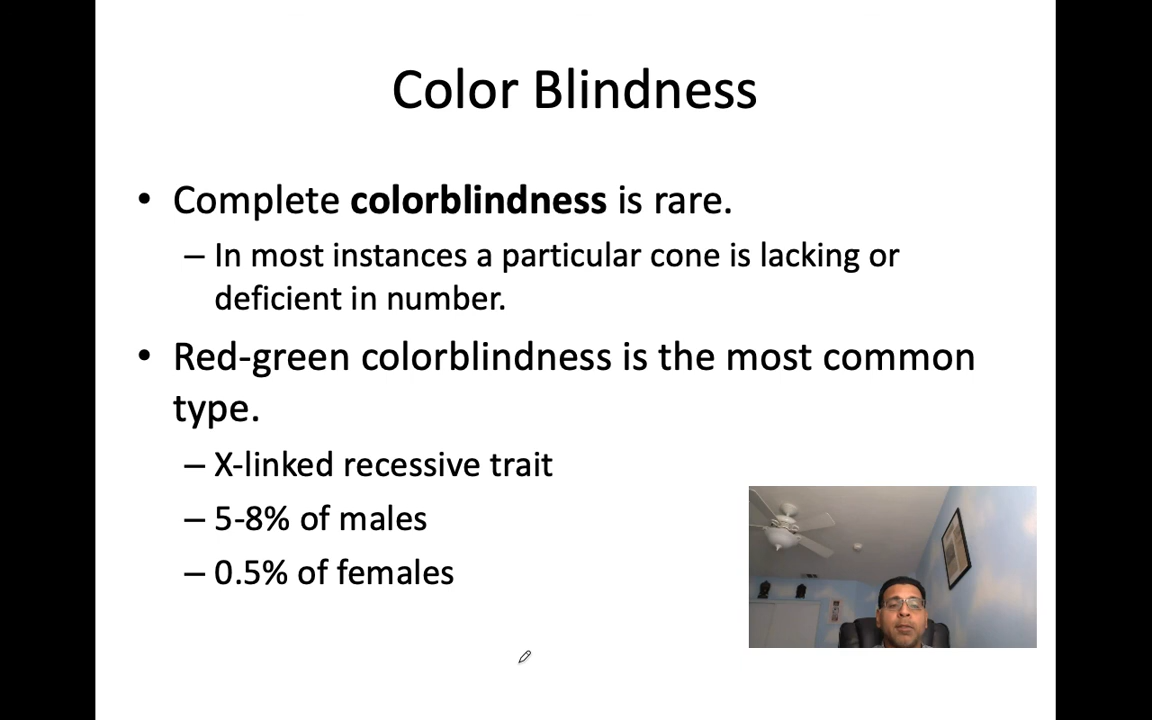 Color Blindness
• Complete colorblindness is rare.
– In most instances a particular cone is lacking or
deficient in number.
• Red-green colorblindness is the most common
type.
– X-linked recessive trait
– 5-8% of males
– 0.5% of females